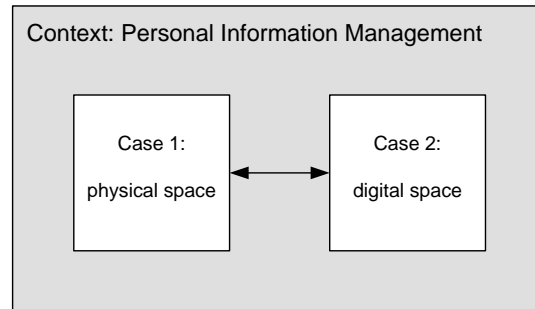 Context: Personal Information Management
Case 1:
physical space
Case 2:
digital space